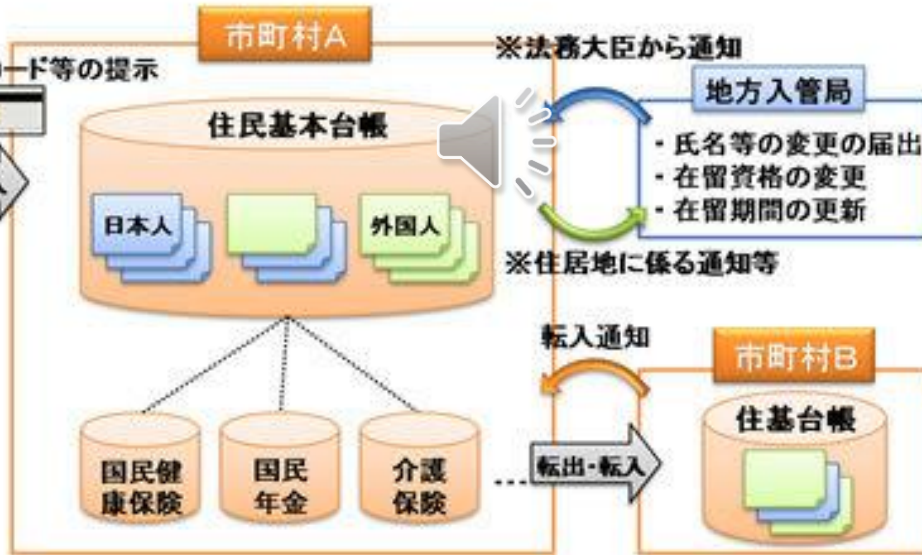 市町村A
ード等の提示
※法務大臣から通知
地方入管局
・氏名等の変更の届出
・在留資格の変更
・在留期間の更新
住民基本台帳
日本人
外国人
※住居地に係る通知等
転入通知
市町村B
住基台帳
国民健
康保険
国民
年金
介護
保険
転出・転入